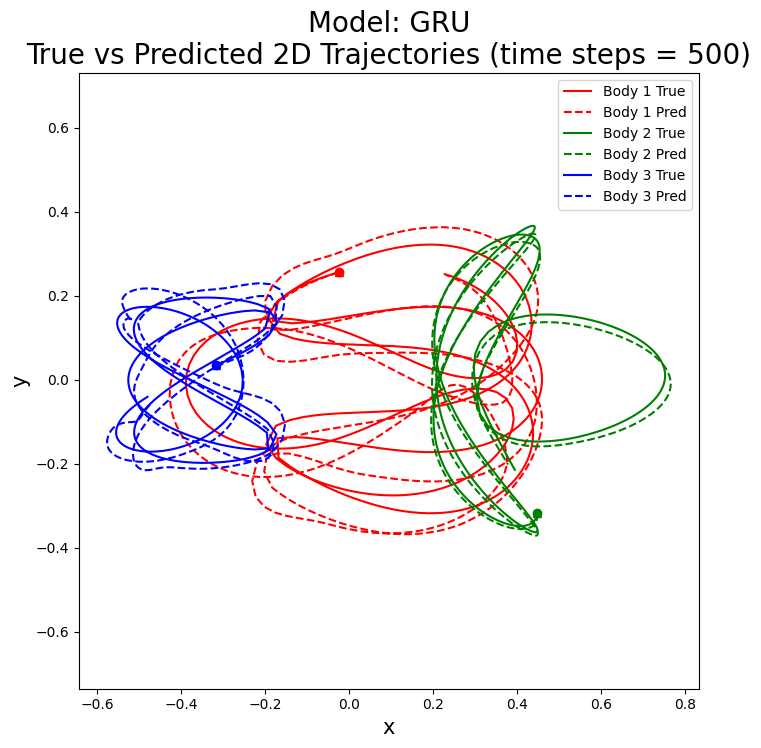 Model: GRU
True vs Predicted 2D Trajectories (time steps = 500)
Body 1 True
Body 1 Pred
Body 2 True
Body 2 Pred
Body 3 True
Body 3 Pred
0.6
0.4
0.2
0.0
−0.2
−0.4
−0.6
y
−0.6
−0.4
−0.2
0.0
0.2
0.4
0.6
0.8
x